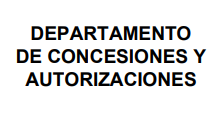 DEPARTAMENTO
DE CONCESIONES Y
AUTORIZACIONES